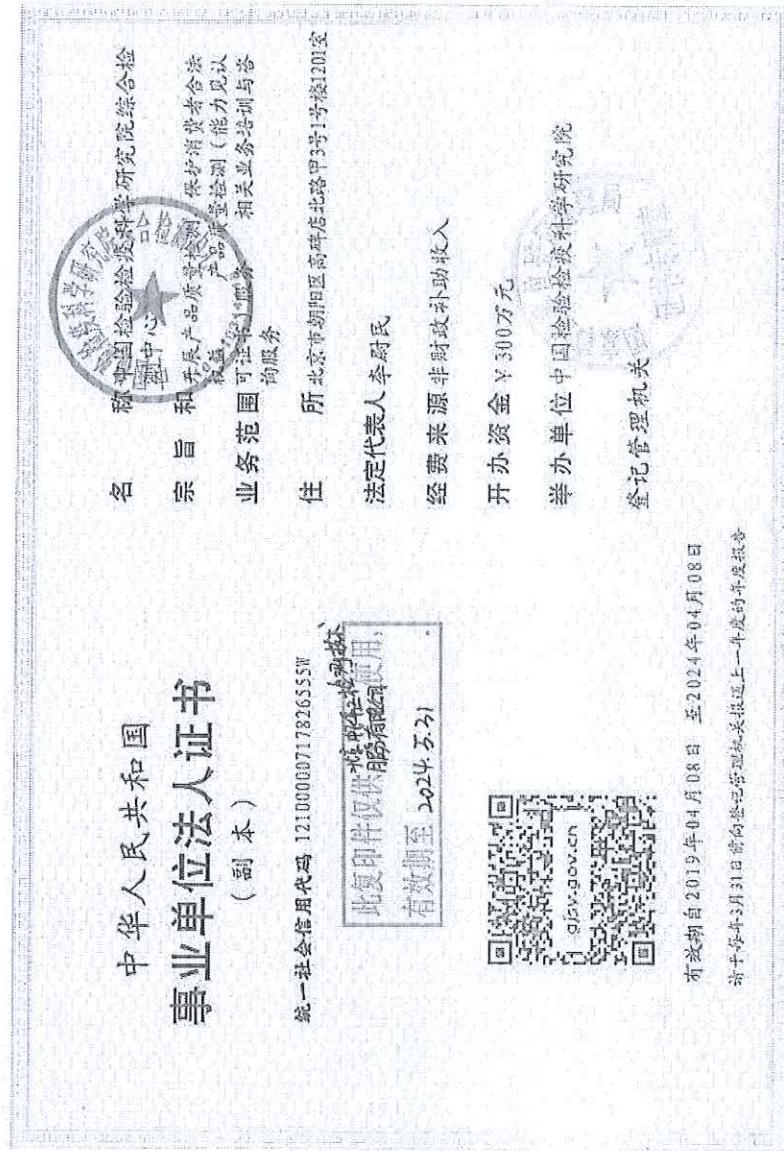 中华人民共和国
事业单位法人证书
（副本）
统一社会信用代码 12100000717826555W
此复印件仅供 使用,
有效期至 2024.5.31
gjsy.gov.cn
有效期自2019年04月08日 至2024年04月08日
请于每年3月31日前向登记管理机关报送上一年度的年度报告
名 称 中国检验检疫科学研究院综合检
测中心
宗旨和 开展产品质量检测 保护消费者合法
权益 产品质量检测（能力见认
业务范围 可证书） 服务 相关业务培训与咨
询服务
住 所 北京市朝阳区高碑店北路甲3号1号楼1201室
法定代表人 李尉民
经费来源 非财政补助收入
开办资金 ￥300万元
举办单位 中国检验检疫科学研究院
登记管理机关